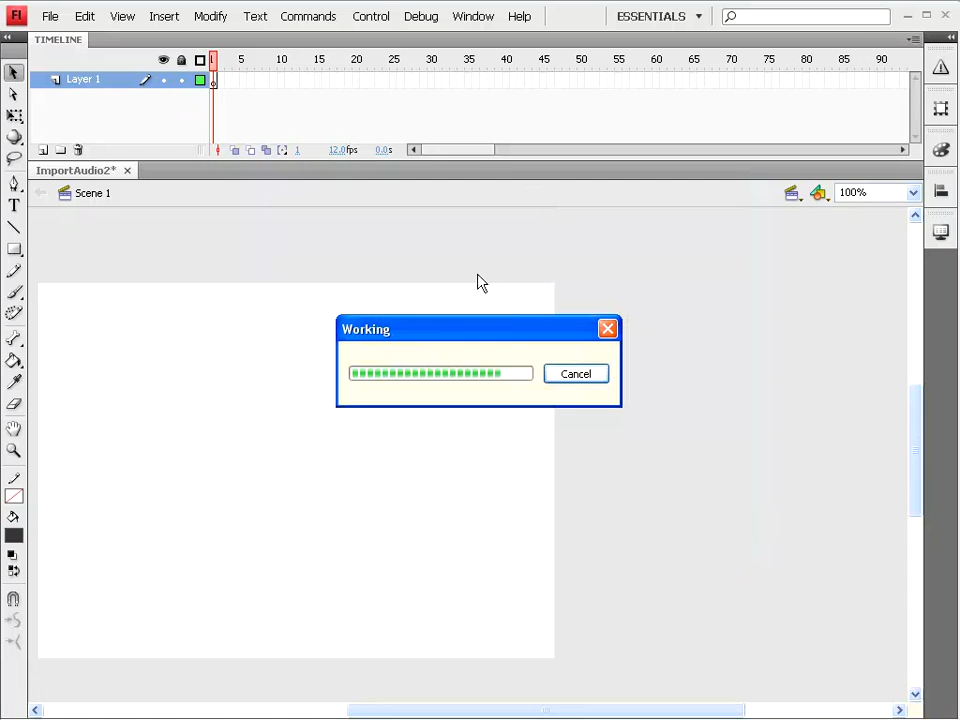 Fl File Edit View Insert Modify Text Commands Control Debug Window Help ESSENTIALS
TIMELINE
1 5 10 15 20 25 30 35 40 45 50 55 60 65 70 75 80 85 90
Layer 1
1 12.0fps 0.0s
ImportAudio2*
Scene 1 100%
T
Working
Cancel